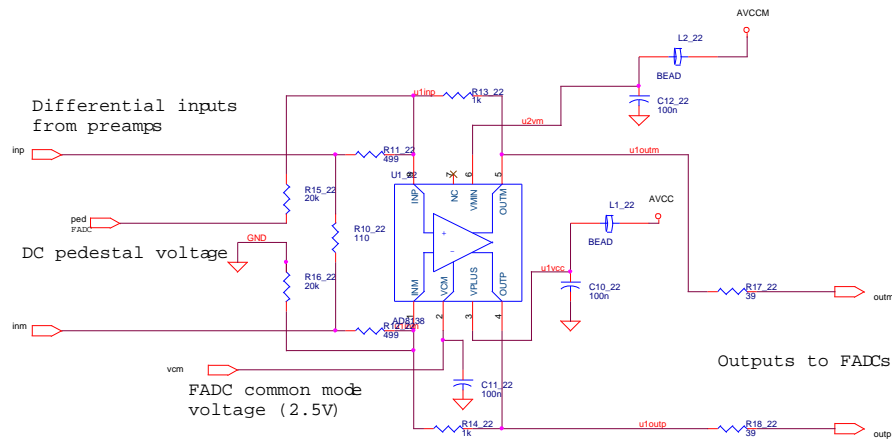 AVCCM
L2_22
BEAD
C12_22
100n
u1inp
R13_22
1k
u2vm
u1outm
Differential inputs
from preamps
inp
R11_22
499
U1_22
8
7
6
5
INP
NC
VMIN
OUTM
R15_22
20k
ped
FADC
DC pedestal voltage
GND
R10_22
110
R16_22
20k
+
−
INM
VCM
VPLUS
OUTP
AVCC
L1_22
BEAD
u1vcc
C10_22
100n
R17_22
39
outm
inm
499
AD8138
1
2
3
4
Outputs to FADCs
vcm
FADC common mode
voltage (2.5V)
C11_22
100n
R14_22
1k
u1outp
R18_22
39
outp